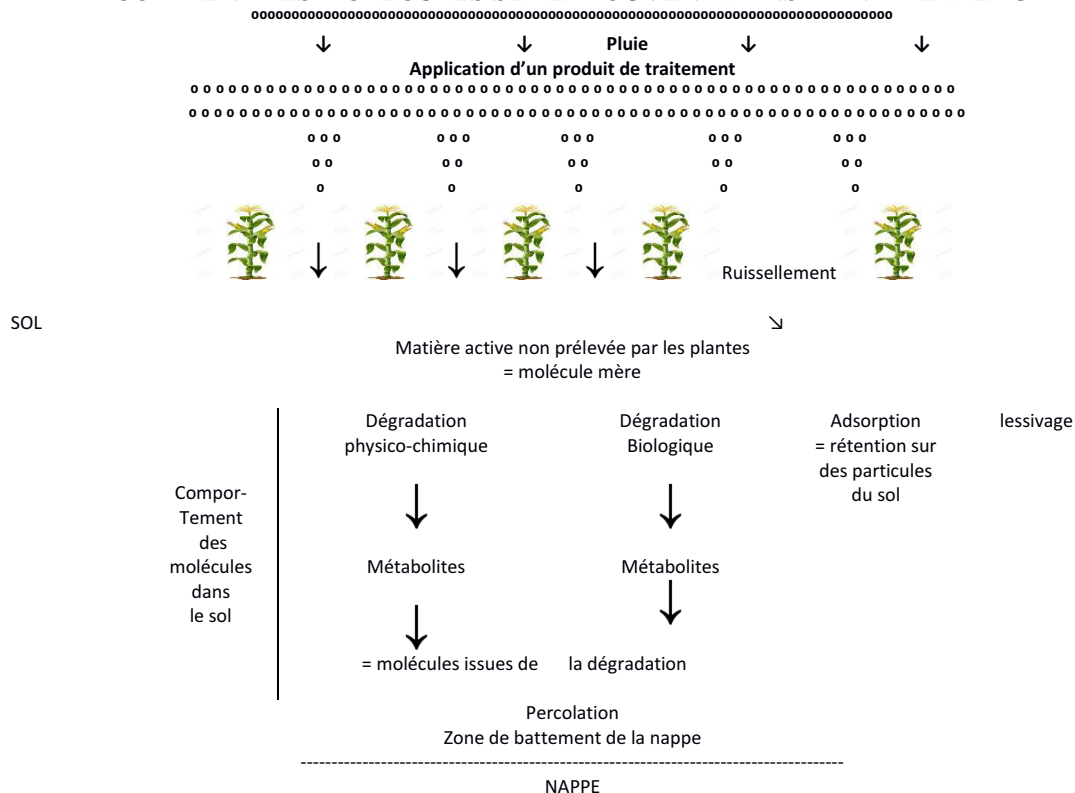 oooooooooooooooooooooooooooooooooooooooooooooooooooooooooooooooooooooooooooooooo
↓ ↓ Pluie ↓ ↓
Application d’un produit de traitement
o o o o o o o o o o o o o o o o o o o o o o o o o o o o o o o o o o o o o o o o o o o o o o o o o o o o o o o o o o o o o o
o o o o o o o o o o o o o o o o o o o o o o o o o o o o o o o o o o o o o o o o o o o o o o o o o o o o o o o o o o o o o o o
o o o o o o o o o o o o o o o
o o o o o o o o o o
o o o o o
↓ ↓ ↓ Ruissellement
SOL ↘
Matière active non prélevée par les plantes
= molécule mère
Dégradation
physico-chimique
Dégradation
Biologique
Adsorption
= rétention sur
des particules
du sol
lessivage
Compor-
Tement
des
molécules
dans
le sol
↓ ↓
Métabolites Métabolites
↓ ↓
= molécules issues de la dégradation
Percolation
Zone de battement de la nappe
----------------------------------------------------------------------------------------
NAPPE